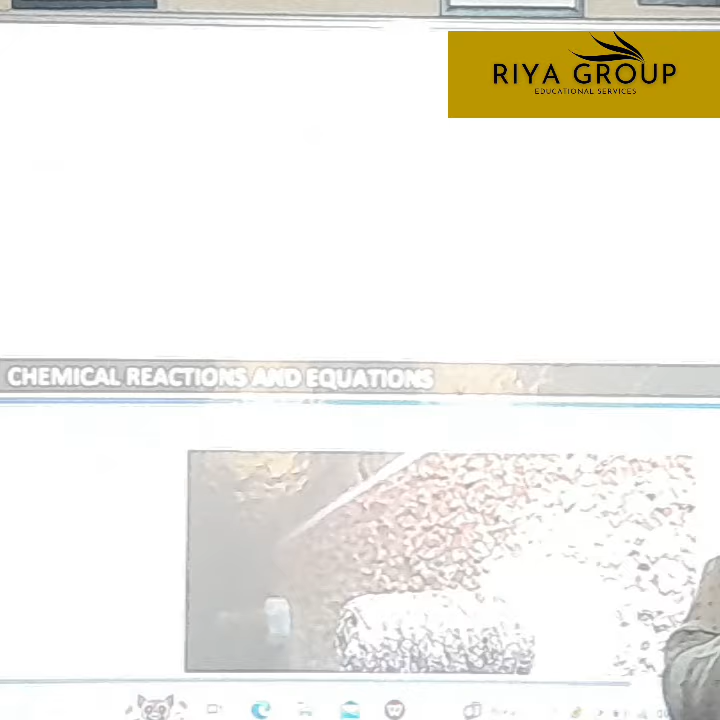 RIYA GROUP
EDUCATIONAL SERVICES
CHEMICAL REACTIONS AND EQUATIONS